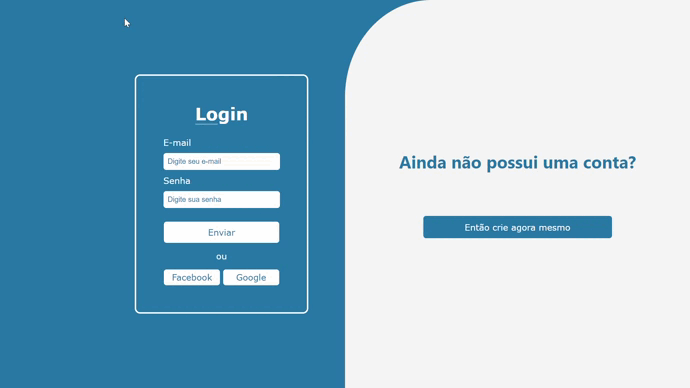 Login
E-mail
Digite seu e-mail
Senha
Digite sua senha
Enviar
ou
Facebook Google
Ainda não possui uma conta?
Então crie agora mesmo